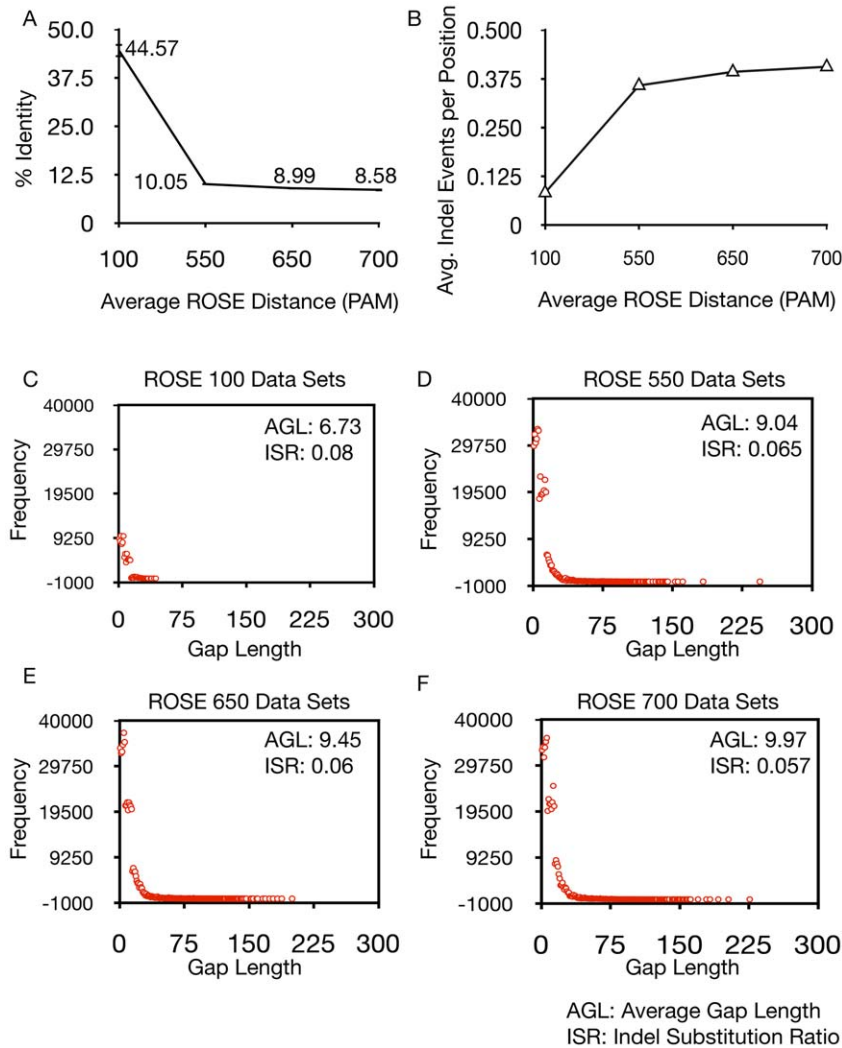 A
50.0
37.5
25.0
12.5
0
% Identity
44.57
10.05
8.99
8.58
100 550 650 700
Average ROSE Distance (PAM)
B
0.500
0.375
0.250
0.125
0
Avg. Indel Events per Position
100 550 650 700
Average ROSE Distance (PAM)
C
ROSE 100 Data Sets
40000
29750
19500
9250
-1000
Frequency
AGL: 6.73
ISR: 0.08
0 75 150 225 300
Gap Length
D
ROSE 550 Data Sets
40000
29750
19500
9250
-1000
Frequency
AGL: 9.04
ISR: 0.065
0 75 150 225 300
Gap Length
E
ROSE 650 Data Sets
40000
29750
19500
9250
-1000
Frequency
AGL: 9.45
ISR: 0.06
0 75 150 225 300
Gap Length
F
ROSE 700 Data Sets
40000
29750
19500
9250
-1000
Frequency
AGL: 9.97
ISR: 0.057
0 75 150 225 300
Gap Length
AGL: Average Gap Length
ISR: Indel Substitution Ratio